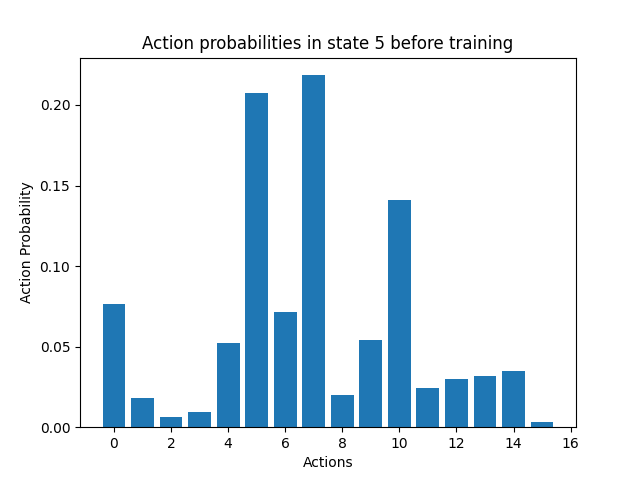 Action probabilities in state 5 before training
Action Probability
0.20
0.15
0.10
0.05
0.00
0 2 4 6 8 10 12 14 16
Actions